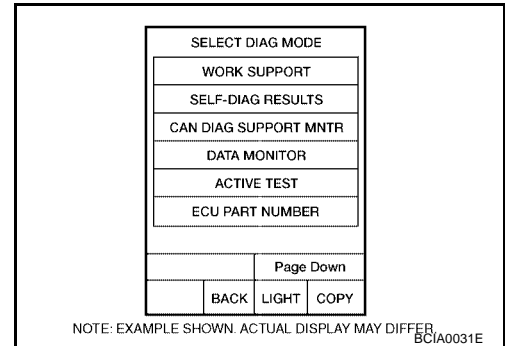 SELECT DIAG MODE
WORK SUPPORT
SELF-DIAG RESULTS
CAN DIAG SUPPORT MNTR
DATA MONITOR
ACTIVE TEST
ECU PART NUMBER
Page Down
BACK LIGHT COPY
NOTE: EXAMPLE SHOWN. ACTUAL DISPLAY MAY DIFFER.
BCIA0031E